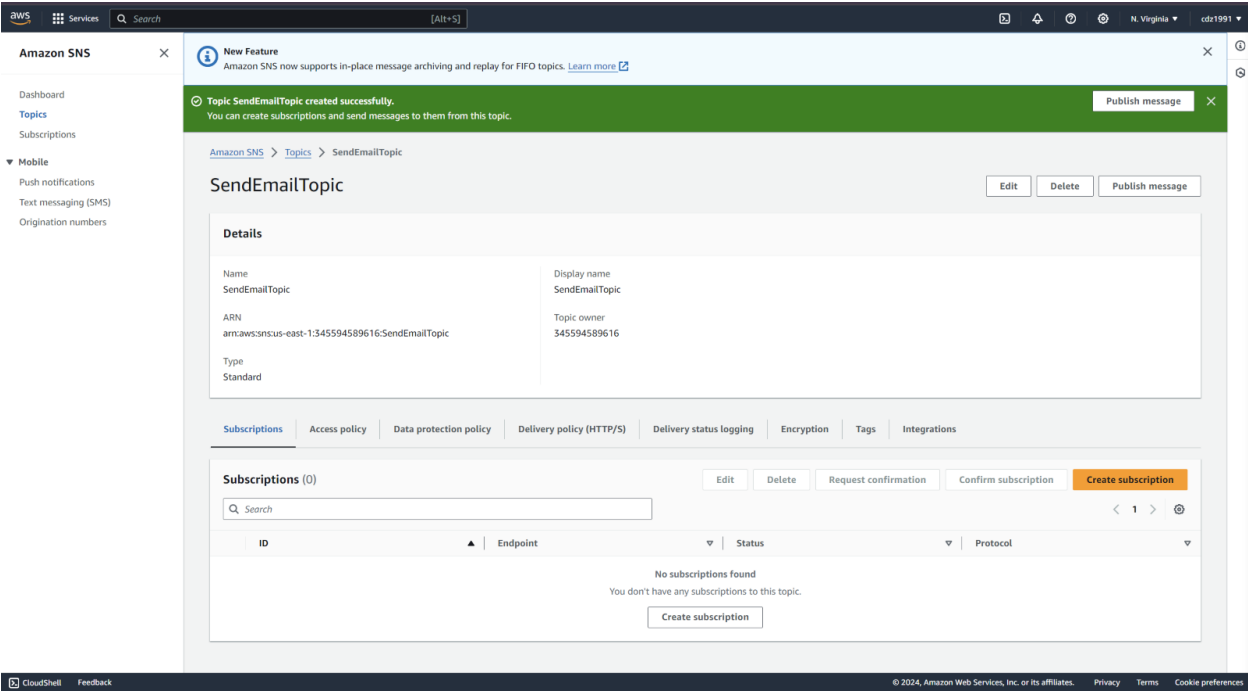 aws Services Search [Alt+S] N. Virginia cdz1991
Amazon SNS
Dashboard
Topics
Subscriptions
Mobile
Push notifications
Text messaging (SMS)
Origination numbers
New Feature
Amazon SNS now supports in-place message archiving and replay for FIFO topics. Learn more
Topic SendEmailTopic created successfully.
You can create subscriptions and send messages to them from this topic.
Publish message
Amazon SNS > Topics > SendEmailTopic
SendEmailTopic
Edit Delete Publish message
Details
Name
SendEmailTopic
ARN
arn:aws:sns:us-east-1:345594589616:SendEmailTopic
Type
Standard
Display name
SendEmailTopic
Topic owner
345594589616
Subscriptions Access policy Data protection policy Delivery policy (HTTP/S) Delivery status logging Encryption Tags Integrations
Subscriptions (0)
Edit Delete Request confirmation Confirm subscription Create subscription
Search
1
ID Endpoint Status Protocol
No subscriptions found
You don't have any subscriptions to this topic.
Create subscription
CloudShell Feedback © 2024, Amazon Web Services, Inc. or its affiliates. Privacy Terms Cookie preferences